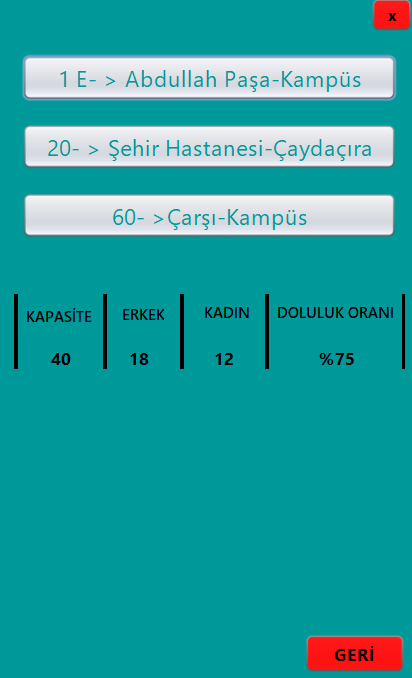 x
1 E- > Abdullah Paşa-Kampüs
20- > Şehir Hastanesi-Çaydaçıra
60- >Çarşı-Kampüs
KAPASİTE ERKEK KADIN DOLULUK ORANI
40 18 12 %75
GERİ